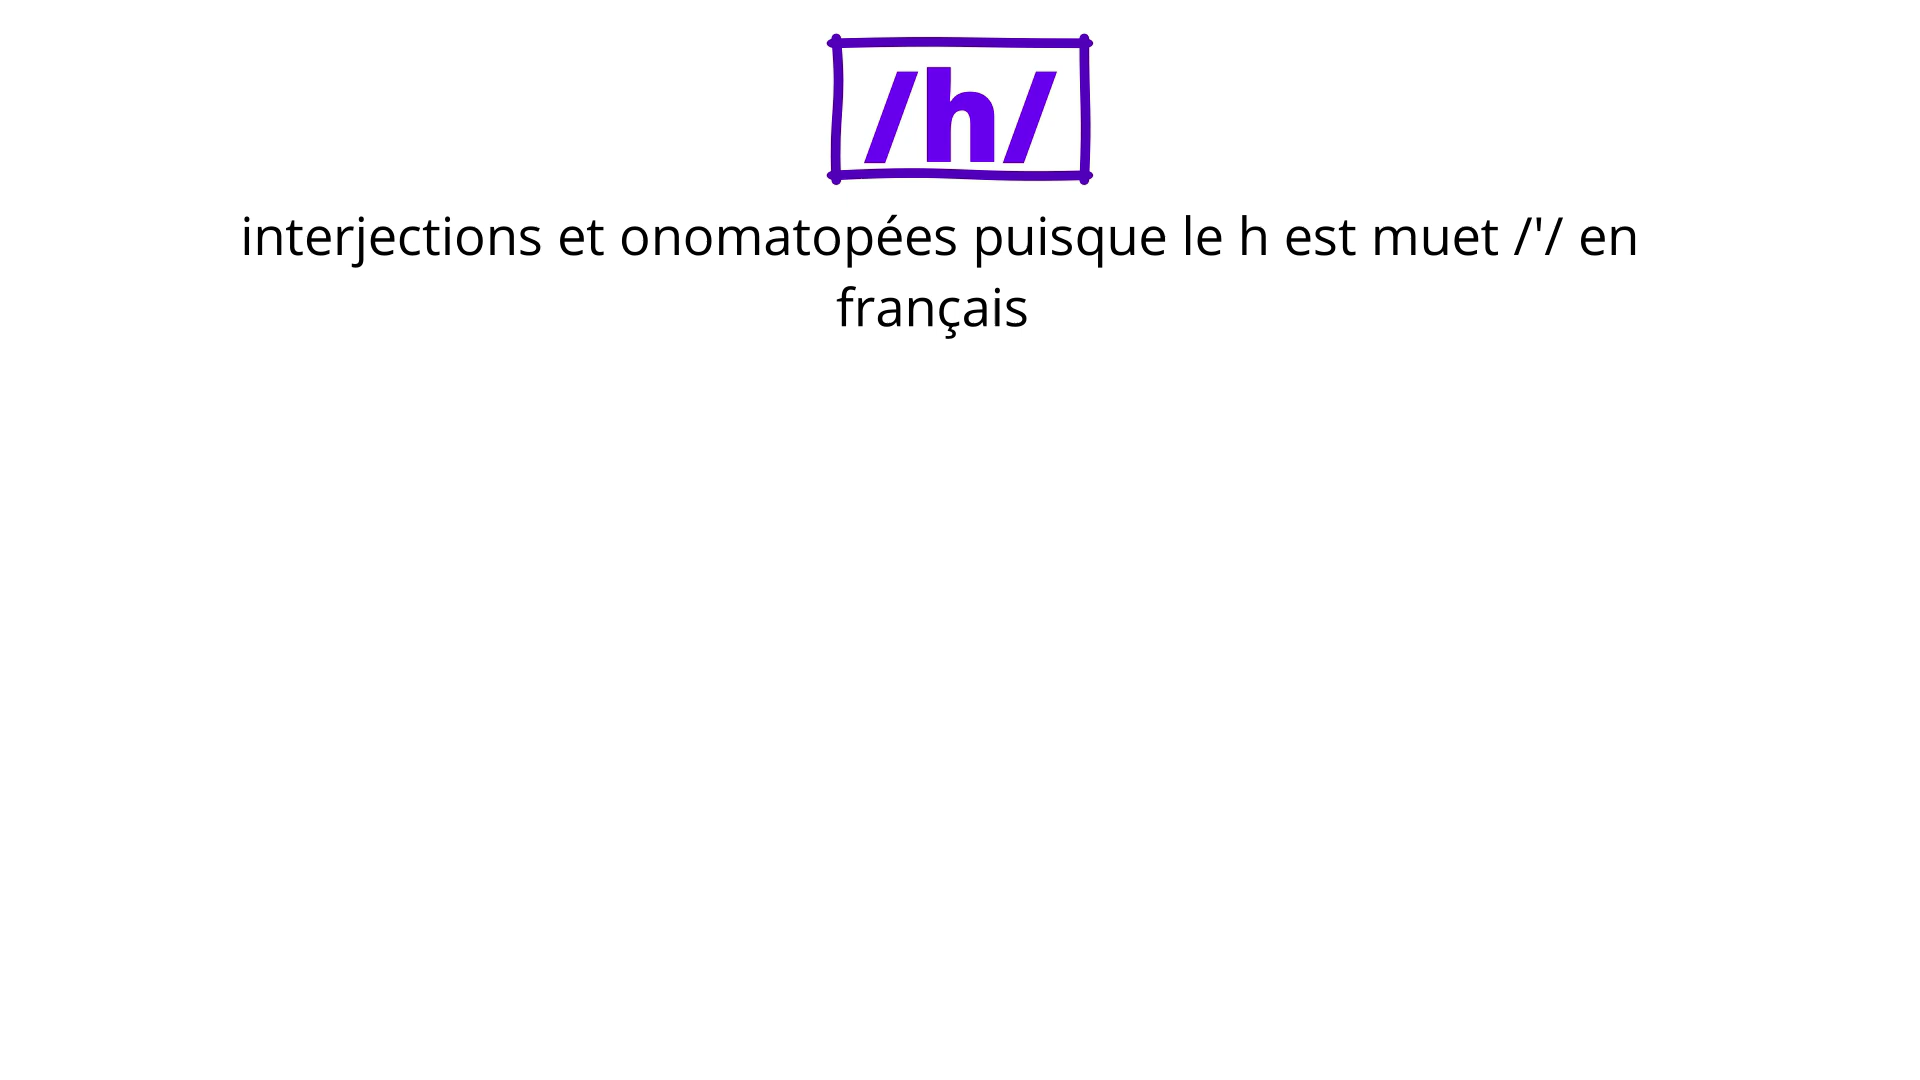 /h/
interjections et onomatopées puisque le h est muet /'/ en
français